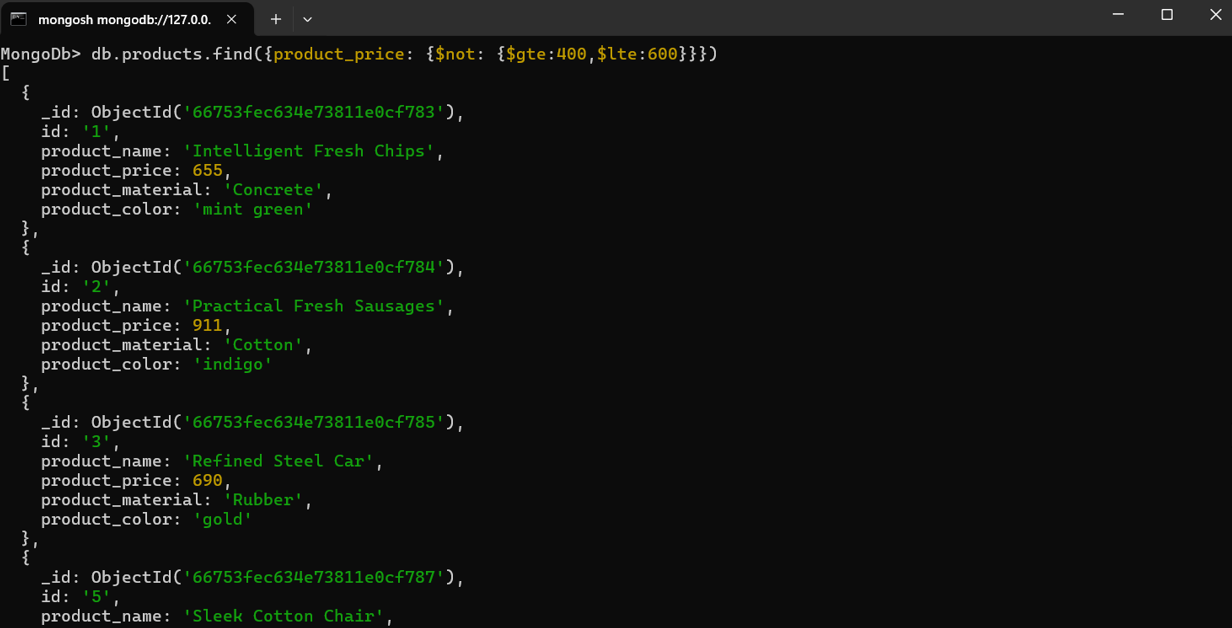 mongosh mongodb://127.0.0.
MongoDb> db.products.find({product_price: {$not: {$gte:400,$lte:600}}})
[
  {
    _id: ObjectId('66753fec634e73811e0cf783'),
    id: '1',
    product_name: 'Intelligent Fresh Chips',
    product_price: 655,
    product_material: 'Concrete',
    product_color: 'mint green'
  },
  {
    _id: ObjectId('66753fec634e73811e0cf784'),
    id: '2',
    product_name: 'Practical Fresh Sausages',
    product_price: 911,
    product_material: 'Cotton',
    product_color: 'indigo'
  },
  {
    _id: ObjectId('66753fec634e73811e0cf785'),
    id: '3',
    product_name: 'Refined Steel Car',
    product_price: 690,
    product_material: 'Rubber',
    product_color: 'gold'
  },
  {
    _id: ObjectId('66753fec634e73811e0cf787'),
    id: '5',
    product_name: 'Sleek Cotton Chair',